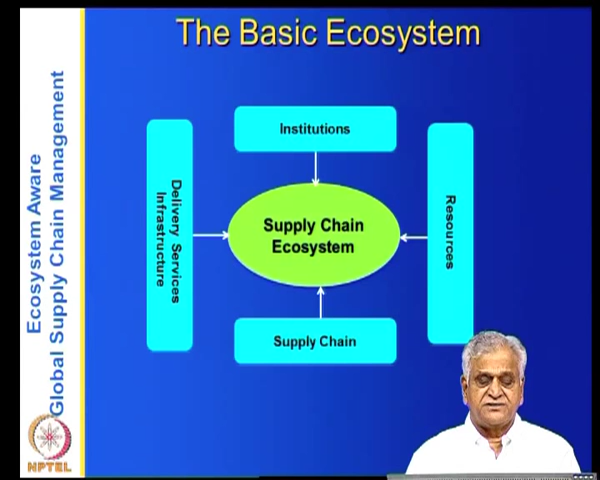 The Basic Ecosystem
Ecosystem Aware
Global Supply Chain Management
Institutions
Delivery Services
Infrastructure
Supply Chain
Ecosystem
Resources
Supply Chain
NPTEL